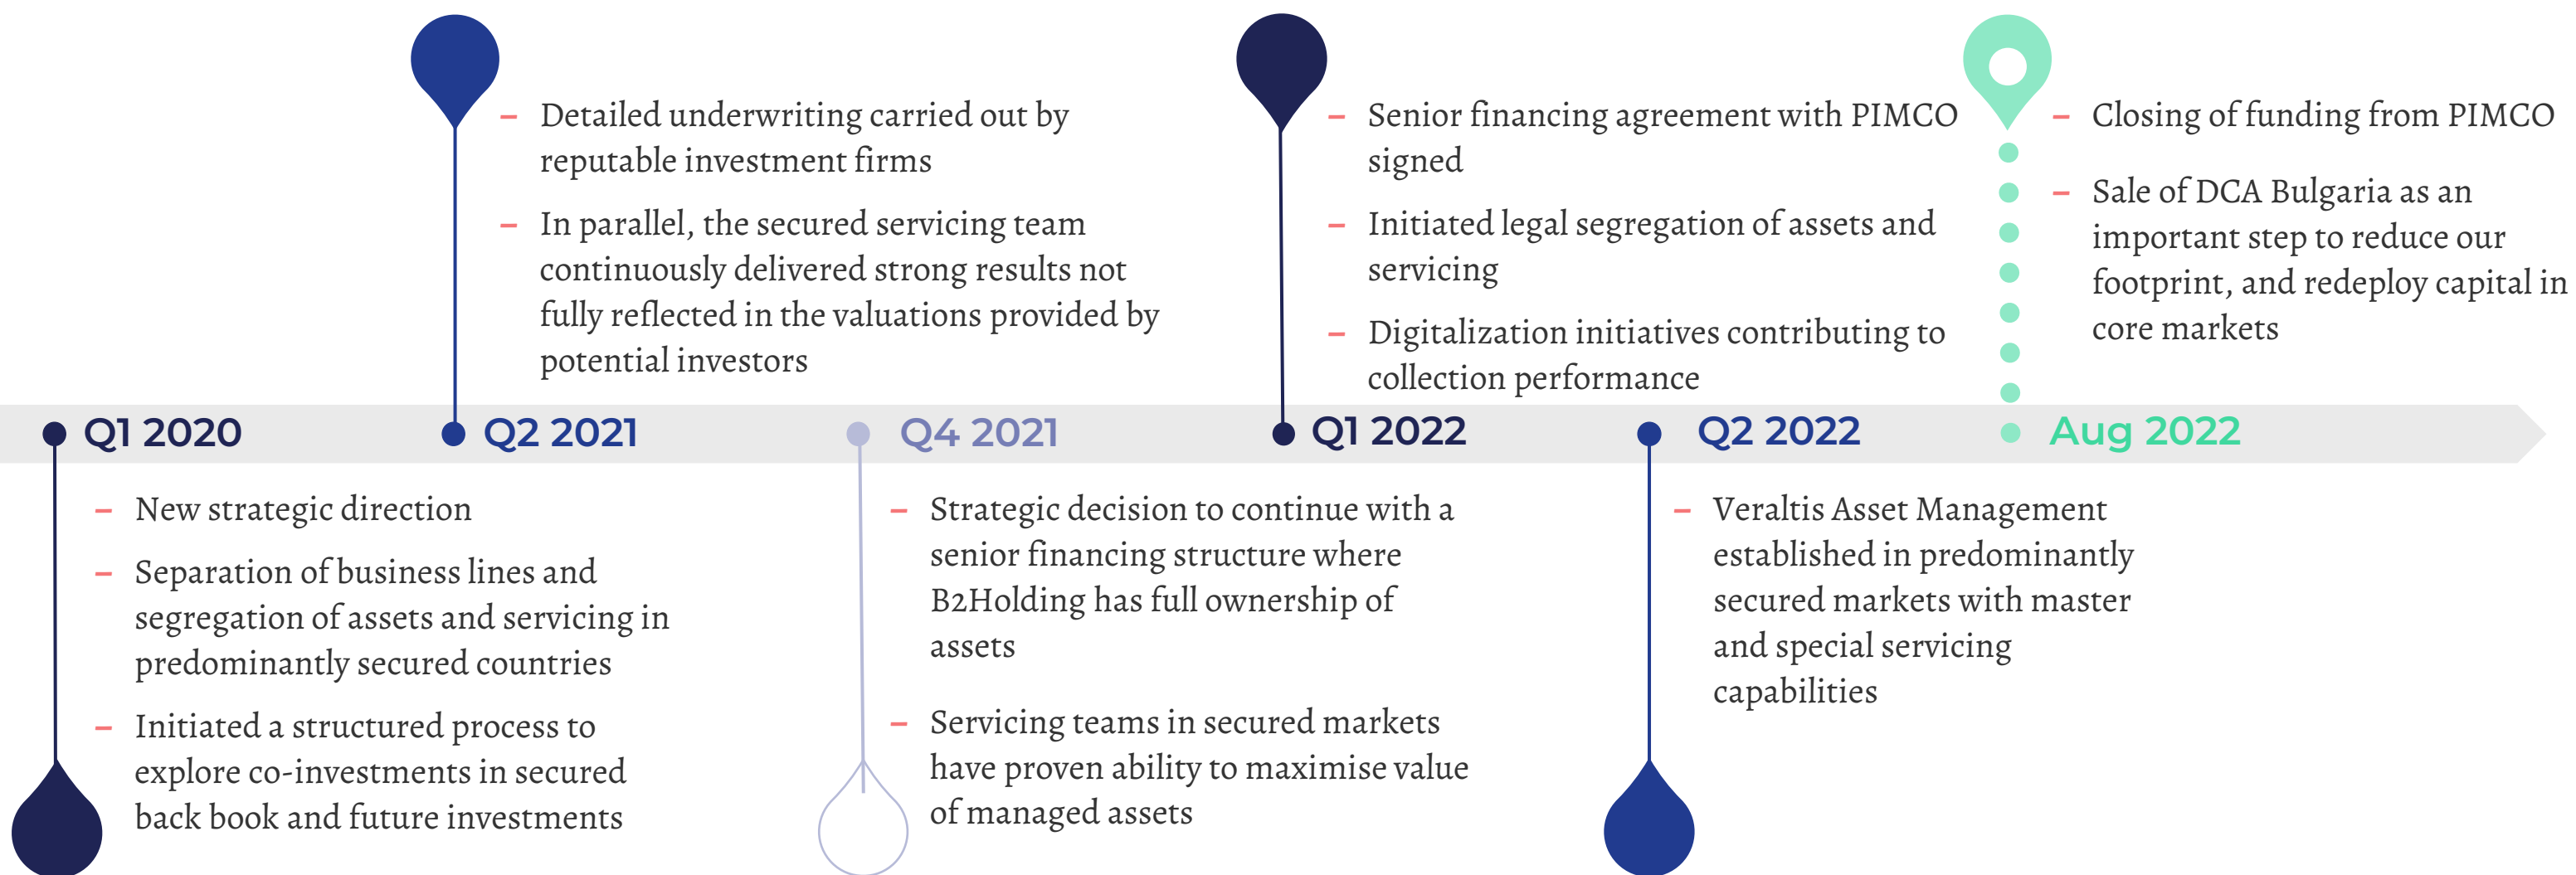 – Detailed underwriting carried out by
reputable investment firms
– In parallel, the secured servicing team
continuously delivered strong results not
fully reflected in the valuations provided by
potential investors
– Senior financing agreement with PIMCO
signed
– Initiated legal segregation of assets and
servicing
– Digitalization initiatives contributing to
collection performance
– Closing of funding from PIMCO
– Sale of DCA Bulgaria as an
important step to reduce our
footprint, and redeploy capital in
core markets
Q1 2020
Q2 2021
Q4 2021
Q1 2022
Q2 2022
Aug 2022
– New strategic direction
– Separation of business lines and
segregation of assets and servicing in
predominantly secured countries
– Initiated a structured process to
explore co-investments in secured
back book and future investments
– Strategic decision to continue with a
senior financing structure where
B2Holding has full ownership of
assets
– Servicing teams in secured markets
have proven ability to maximise value
of managed assets
– Veraltis Asset Management
established in predominantly
secured markets with master
and special servicing
capabilities